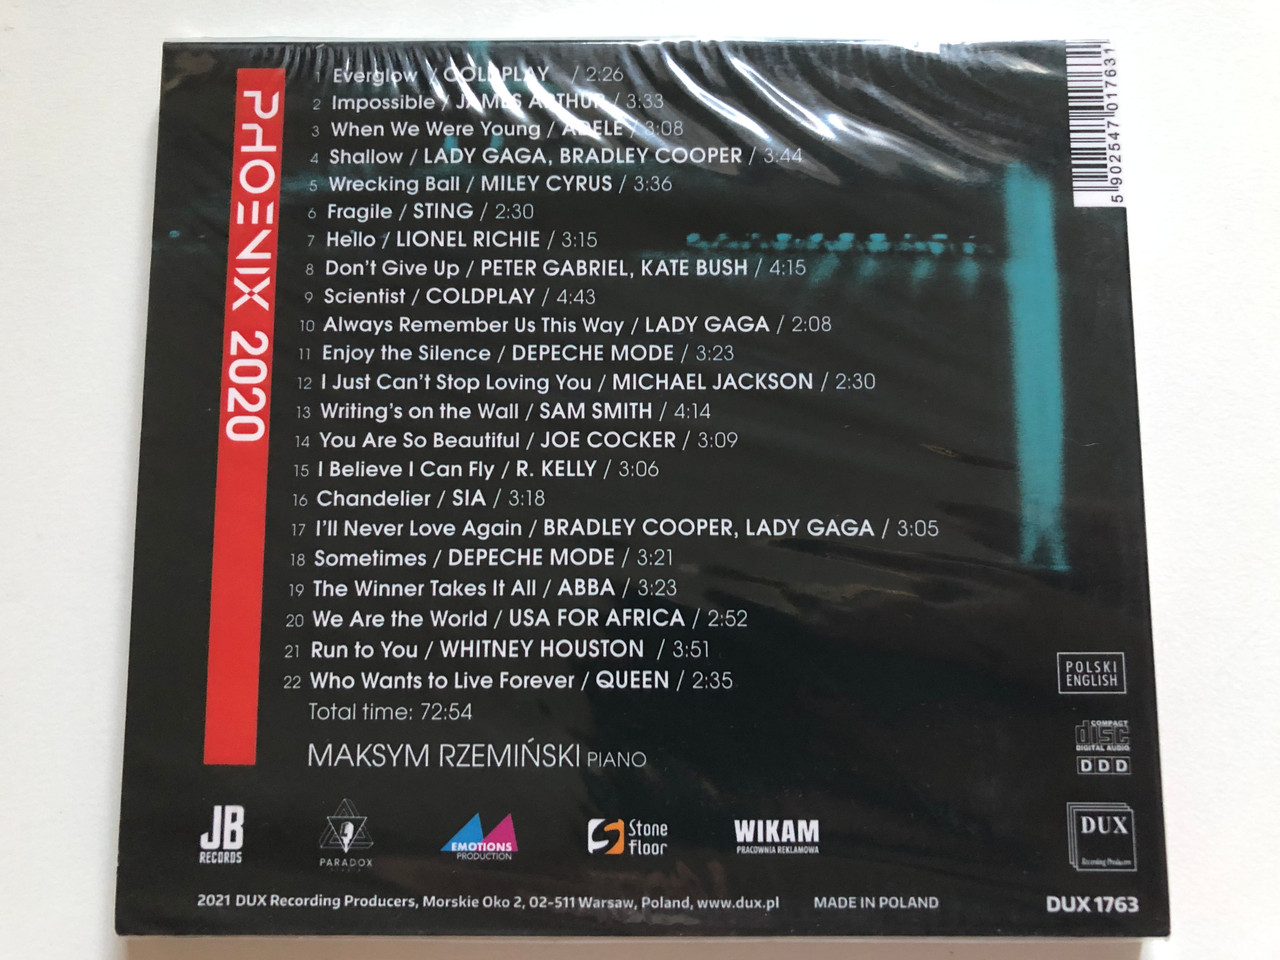 PHOENIX 2020
1 Everglow / COLDPLAY / 2:26
2 Impossible / JAMES ARTHUR / 3:33
3 When We Were Young / ADELE / 3:08
4 Shallow / LADY GAGA, BRADLEY COOPER / 3:44
5 Wrecking Ball / MILEY CYRUS / 3:36
6 Fragile / STING / 2:30
7 Hello / LIONEL RICHIE / 3:15
8 Don't Give Up / PETER GABRIEL, KATE BUSH / 4:15
9 Scientist / COLDPLAY / 4:43
10 Always Remember Us This Way / LADY GAGA / 2:08
11 Enjoy the Silence / DEPECHE MODE / 3:23
12 I Just Can't Stop Loving You / MICHAEL JACKSON / 2:30
13 Writing's on the Wall / SAM SMITH / 4:14
14 You Are So Beautiful / JOE COCKER / 3:09
15 I Believe I Can Fly / R. KELLY / 3:06
16 Chandelier / SIA / 3:18
17 I'll Never Love Again / BRADLEY COOPER, LADY GAGA / 3:05
18 Sometimes / DEPECHE MODE / 3:21
19 The Winner Takes It All / ABBA / 3:23
20 We Are the World / USA FOR AFRICA / 2:52
21 Run to You / WHITNEY HOUSTON / 3:51
22 Who Wants to Live Forever / QUEEN / 2:35
Total time: 72:54
MAKSYM RZEMIŃSKI PIANO
5 902547 017631
POLSKI
ENGLISH
COMPACT
disc
DIGITAL AUDIO
DDD
JB
RECORDS
PARADOX
EMOTIONS
PRODUCTION
Stone
floor
WIKAM
PRACOWNIA REKLAMOWA
DUX
Recording Producers
2021 DUX Recording Producers, Morskie Oko 2, 02-511 Warsaw, Poland, www.dux.pl
MADE IN POLAND
DUX 1763